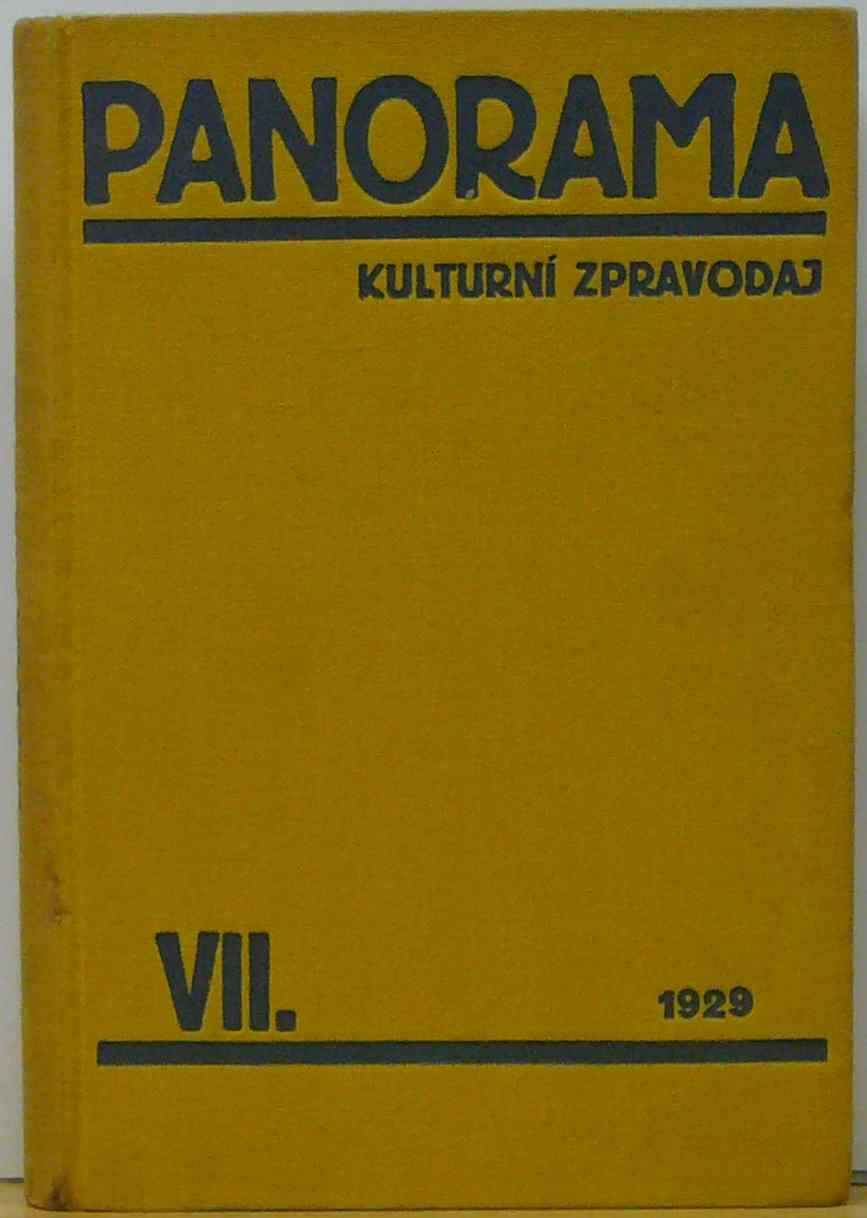 PANORAMA
KULTURNÍ ZPRAVODAJ
VII.
1929